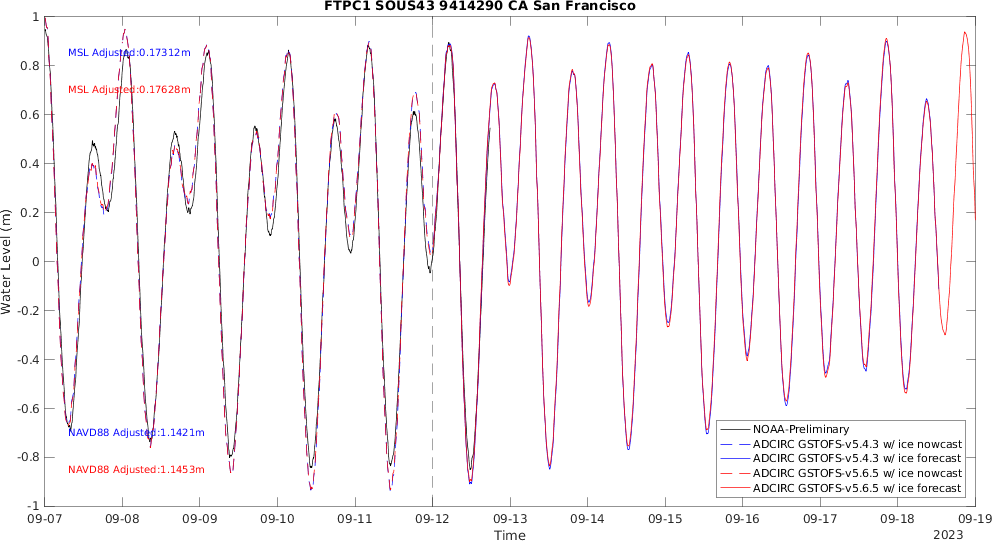 FTPC1 SOUS43 9414290 CA San Francisco
MSL Adjusted:0.17312m
MSL Adjusted:0.17628m
NAVD88 Adjusted:1.1421m
NAVD88 Adjusted:1.1453m
Water Level (m)
1
0.8
0.6
0.4
0.2
0
-0.2
-0.4
-0.6
-0.8
-1
NOAA-Preliminary
ADCIRC GSTOFS-v5.4.3 w/ ice nowcast
ADCIRC GSTOFS-v5.4.3 w/ ice forecast
ADCIRC GSTOFS-v5.6.5 w/ ice nowcast
ADCIRC GSTOFS-v5.6.5 w/ ice forecast
09-07 09-08 09-09 09-10 09-11 09-12 09-13 09-14 09-15 09-16 09-17 09-18 09-19
Time
2023